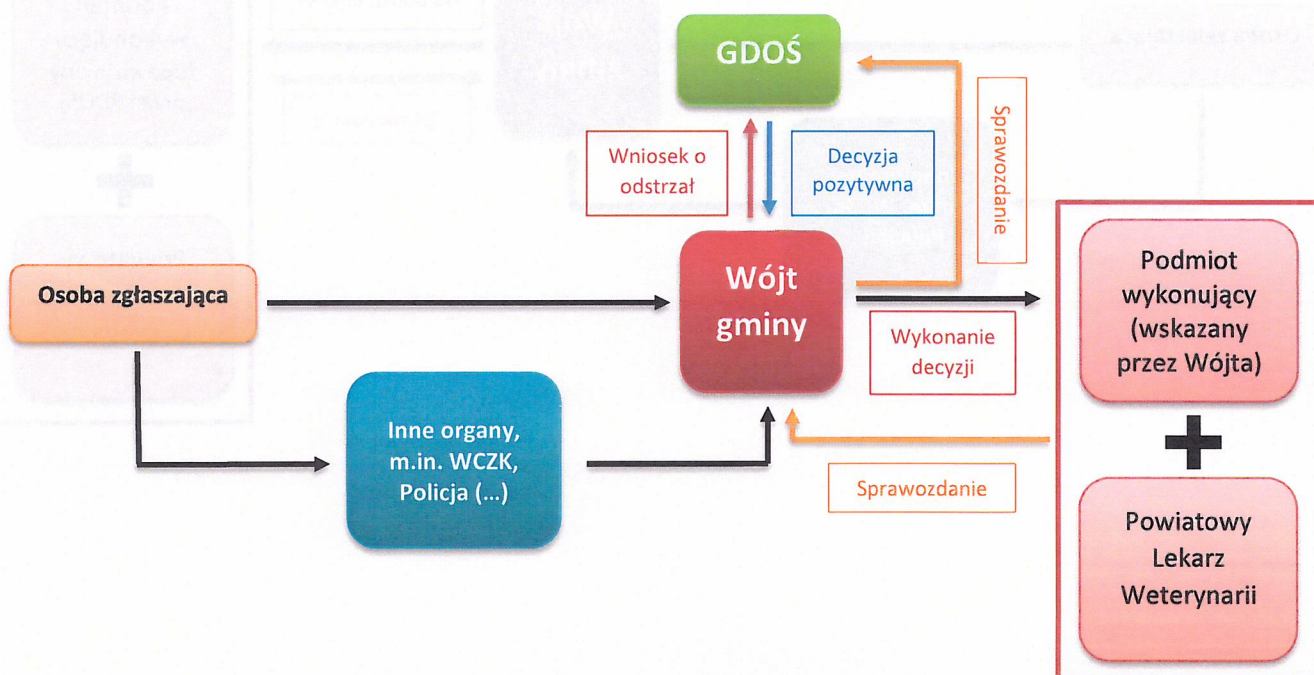 GDOŚ
Wniosek o
odstrzał
Decyzja
pozytywna
Sprawozdanie
Osoba zgłaszająca
Wójt
gminy
Wykonanie
decyzji
Podmiot
wykonujący
(wskazany
przez Wójta)
Inne organy,
m.in. WCZK,
Policja (...)
Sprawozdanie
Powiatowy
Lekarz
Weterynarii